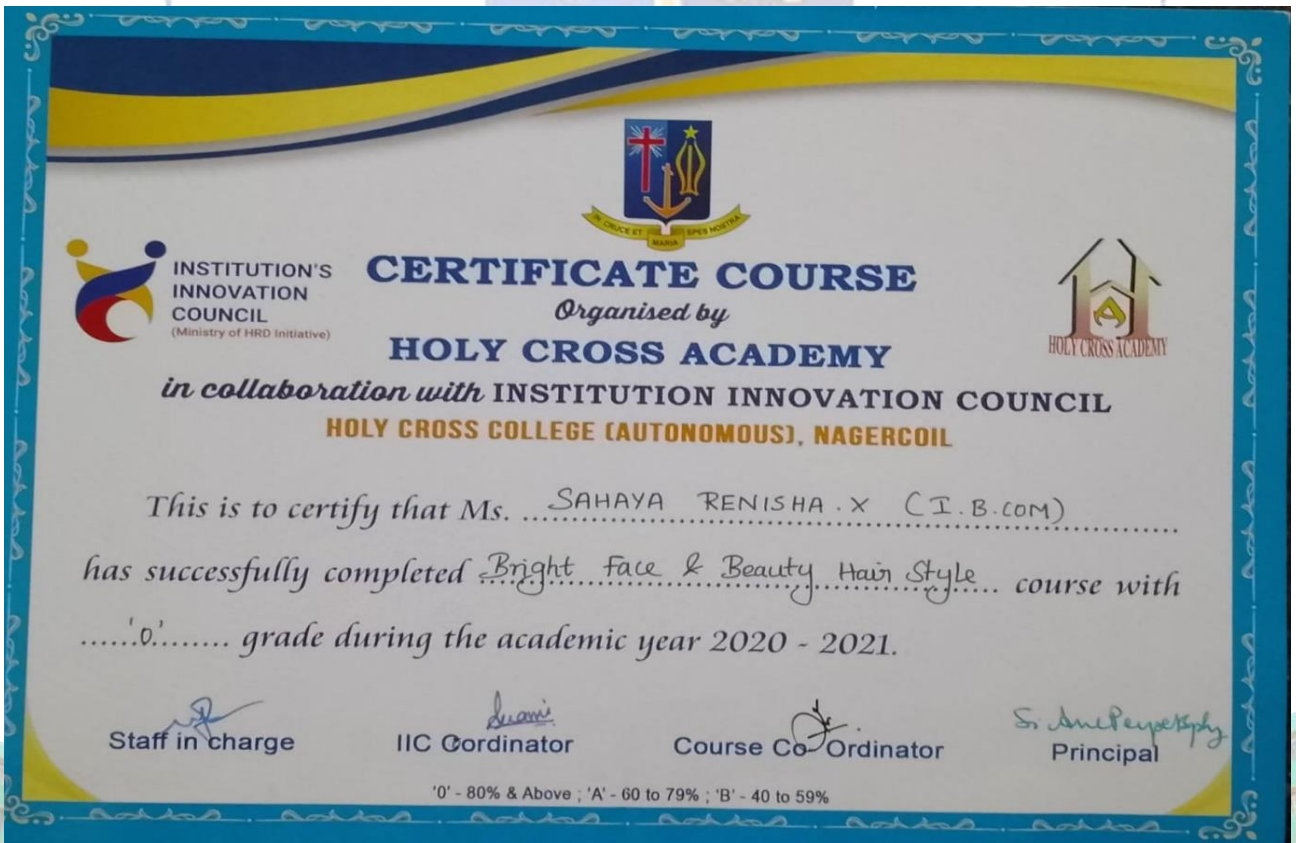 IN CRUCE ET MARIA SPES NOSTRA
INSTITUTION'S
INNOVATION
COUNCIL
(Ministry of HRD Initiative)
CERTIFICATE COURSE
Organised by
HOLY CROSS ACADEMY
HA
HOLY CROSS ACADEMY
in collaboration with INSTITUTION INNOVATION COUNCIL
HOLY CROSS COLLEGE (AUTONOMOUS), NAGERCOIL
This is to certify that Ms. SAHAYA RENISHA . X (I. B.COM)
has successfully completed Bright Face & Beauty Hair Style course with
'0' grade during the academic year 2020 - 2021.
Staff in charge
IIC Cordinator
Course Co-Ordinator
Principal
'0' - 80% & Above ; 'A' - 60 to 79% ; 'B' - 40 to 59%